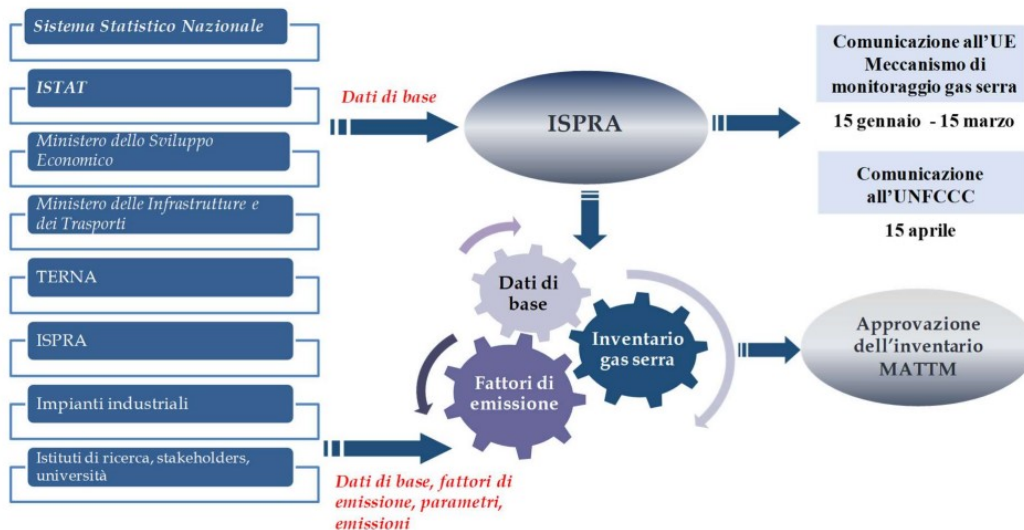 Sistema Statistico Nazionale
ISTAT
Ministero dello Sviluppo
Economico
Ministero delle Infrastrutture e
dei Trasporti
TERNA
ISPRA
Impianti industriali
Istituti di ricerca, stakeholders,
università
Dati di base
Dati di base, fattori di
emissione, parametri,
emissioni
ISPRA
Dati di
base
Inventario
gas serra
Fattori di
emissione
Comunicazione all'UE
Meccanismo di
monitoraggio gas serra
15 gennaio - 15 marzo
Comunicazione
all'UNFCCC
15 aprile
Approvazione
dell'inventario
MATTM